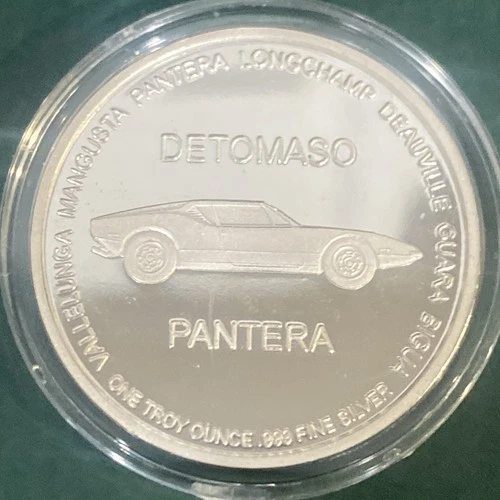 VALLELUNGA MANGUSTA PANTERA LONGCHAMP DEAUVILLE GUARA BIGUA
DETOMASO
PANTERA
ONE TROY OUNCE .999 FINE SILVER